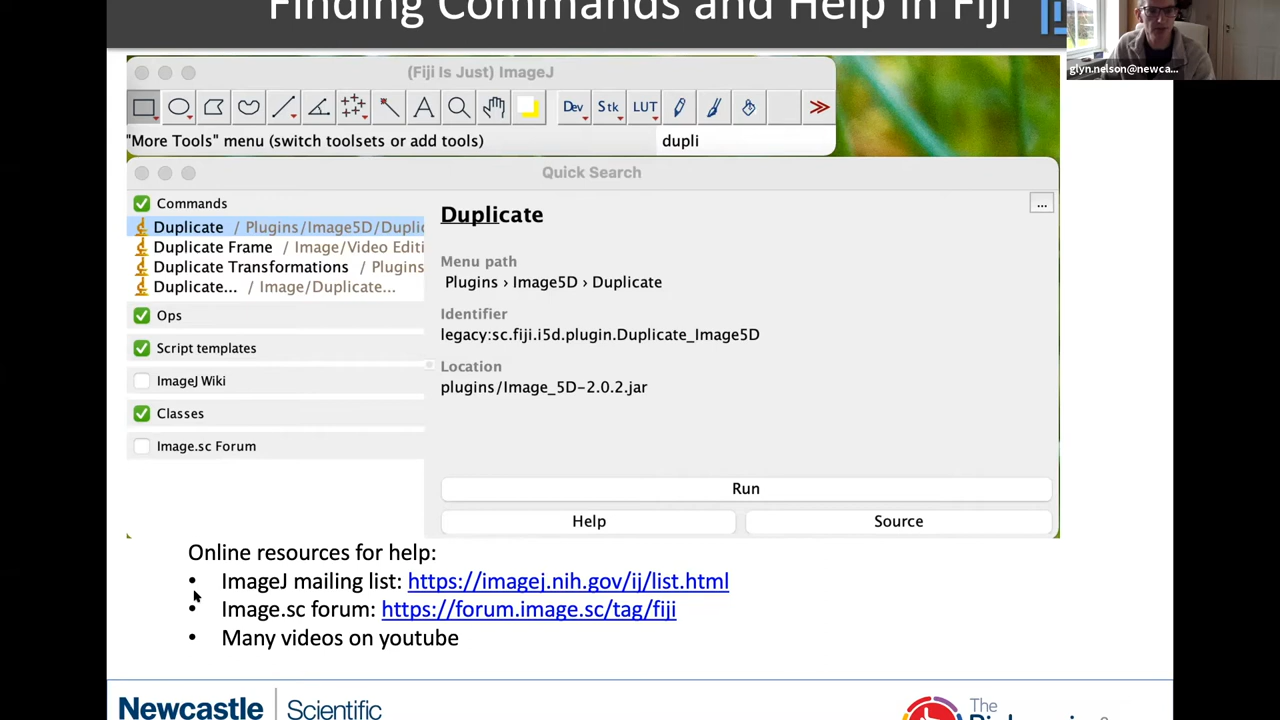 Finding Commands and Help in Fiji
glyn.nelson@newca...
(Fiji Is Just) ImageJ
Dev Stk LUT
"More Tools" menu (switch toolsets or add tools)
dupli
Quick Search
Commands
Duplicate / Plugins/Image5D/Duplic
Duplicate Frame / Image/Video Editi
Duplicate Transformations / Plugins
Duplicate... / Image/Duplicate...
Ops
Script templates
ImageJ Wiki
Classes
Image.sc Forum
...
Duplicate
Menu path
Plugins › Image5D › Duplicate
Identifier
legacy:sc.fiji.i5d.plugin.Duplicate_Image5D
Location
plugins/Image_5D-2.0.2.jar
Run
Help
Source
Online resources for help:
• ImageJ mailing list: https://imagej.nih.gov/ij/list.html
• Image.sc forum: https://forum.image.sc/tag/fiji
• Many videos on youtube
Newcastle
Scientific
The